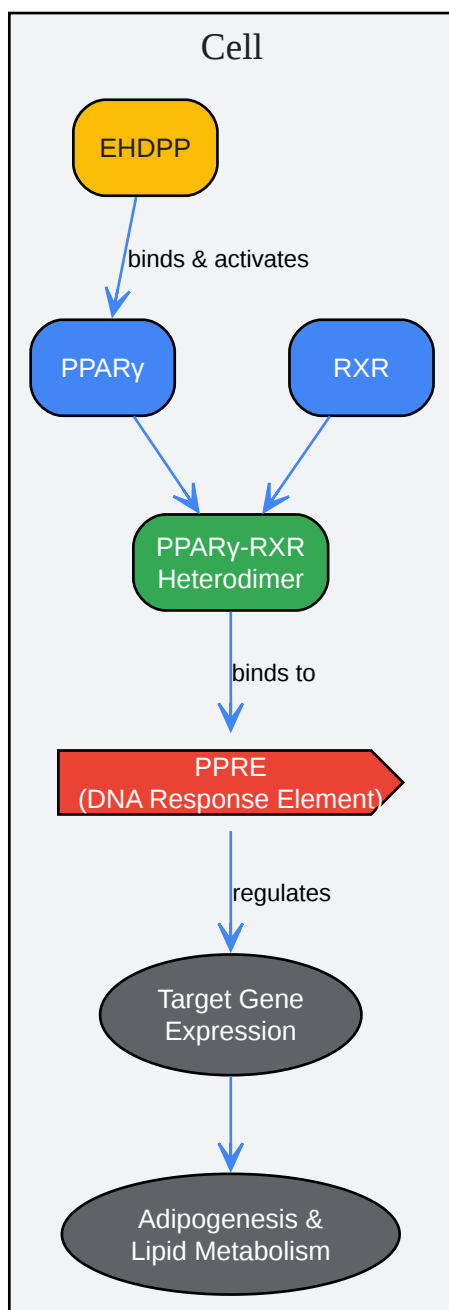 Cell
EHDPP
binds & activates
PPARγ
RXR
PPARγ-RXR
Heterodimer
binds to
PPRE
(DNA Response Element)
regulates
Target Gene
Expression
Adipogenesis &
Lipid Metabolism